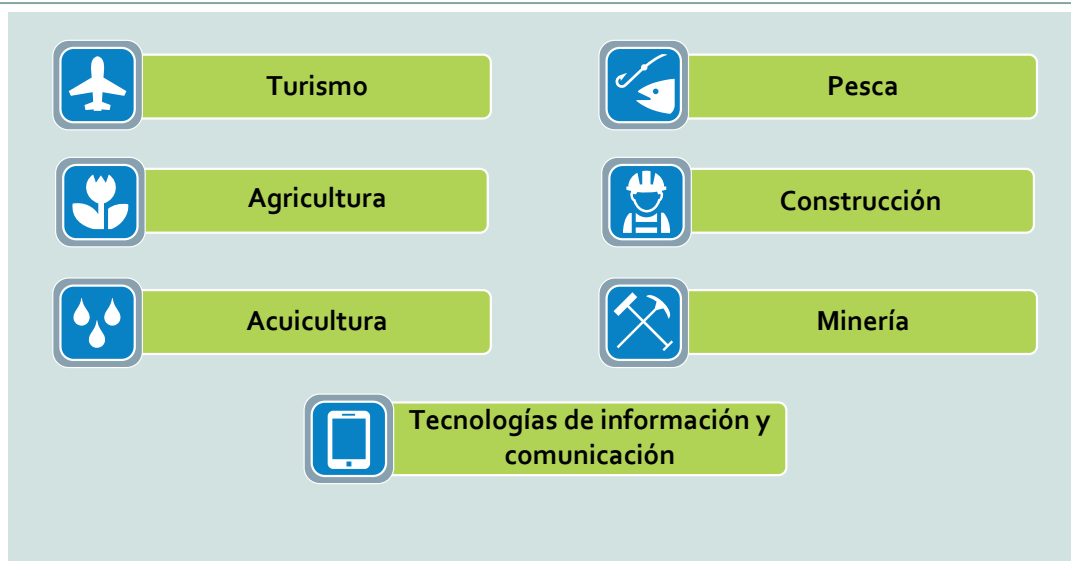 Turismo
Pesca
Agricultura
Construcción
Acuicultura
Minería
Tecnologías de información y
comunicación